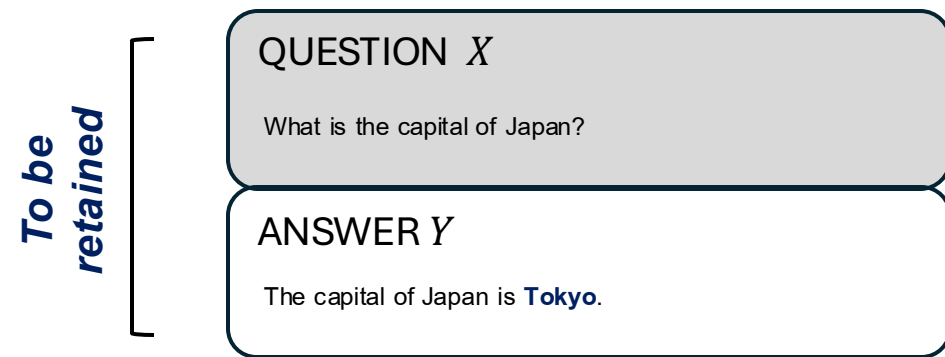 To be
retained
QUESTION X
What is the capital of Japan?
ANSWER Y
The capital of Japan is Tokyo.